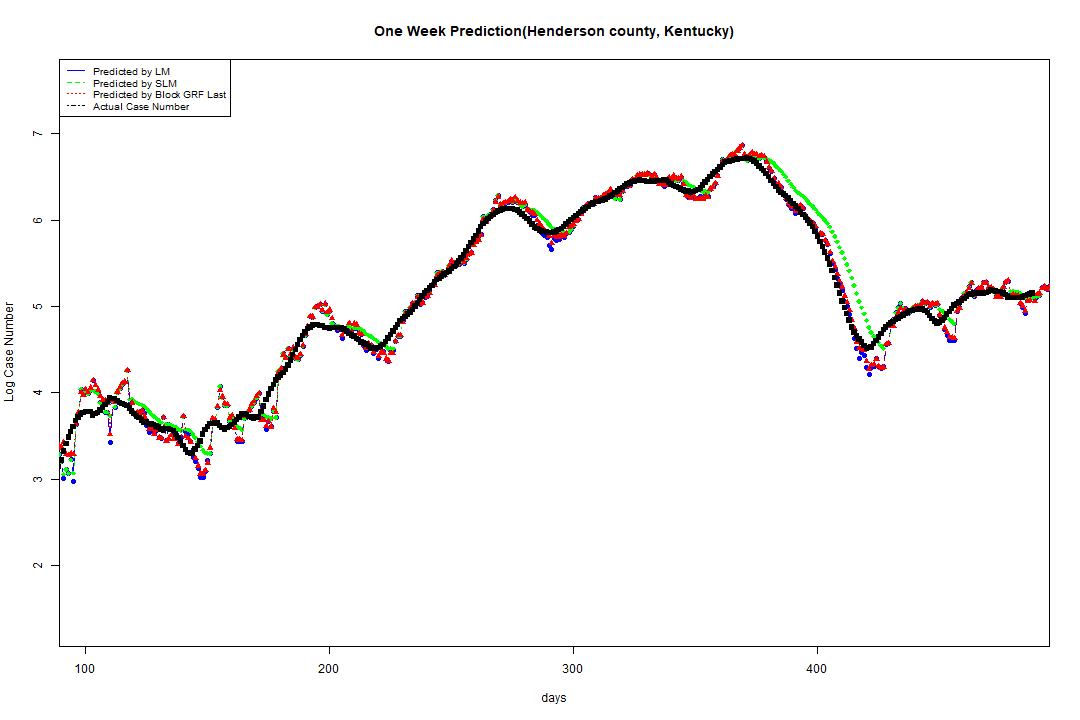 One Week Prediction(Henderson county, Kentucky)
Predicted by LM
Predicted by SLM
Predicted by Block GRF Last
Actual Case Number
7
6
5
4
3
2
Log Case Number
100 200 300 400
days